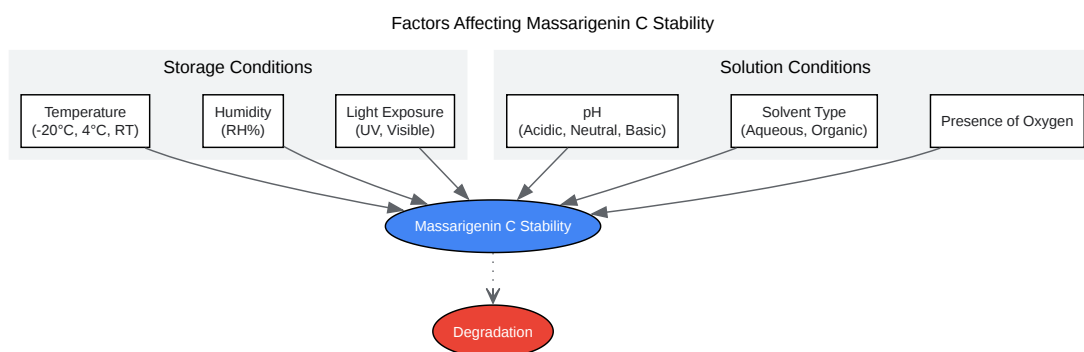 Factors Affecting Massarigenin C Stability
Storage Conditions
Temperature
(-20°C, 4°C, RT)
Humidity
(RH%)
Light Exposure
(UV, Visible)
Solution Conditions
pH
(Acidic, Neutral, Basic)
Solvent Type
(Aqueous, Organic)
Presence of Oxygen
Massarigenin C Stability
Degradation